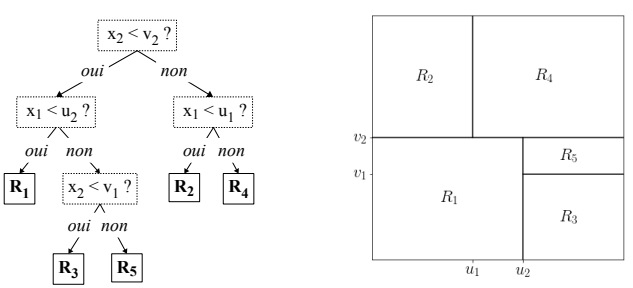 x₂ < v₂ ?
oui non
x₁ < u₂ ? x₁ < u₁ ?
oui non oui non
R₁ x₂ < v₁ ? R₂ R₄
oui non
R₃ R₅
R₂ R₄
v₂
R₅
v₁
R₁
R₃
u₁ u₂